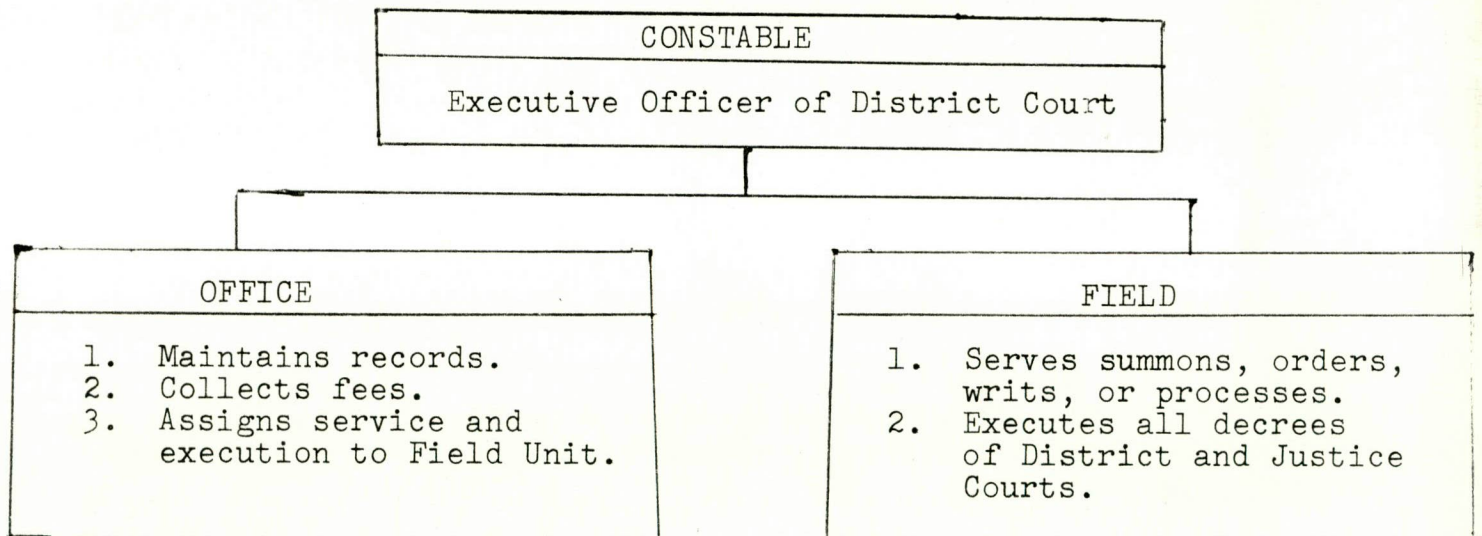 CONSTABLE
Executive Officer of District Court
OFFICE
1. Maintains records.
2. Collects fees.
3. Assigns service and
execution to Field Unit.
FIELD
1. Serves summons, orders,
writs, or processes.
2. Executes all decrees
of District and Justice
Courts.